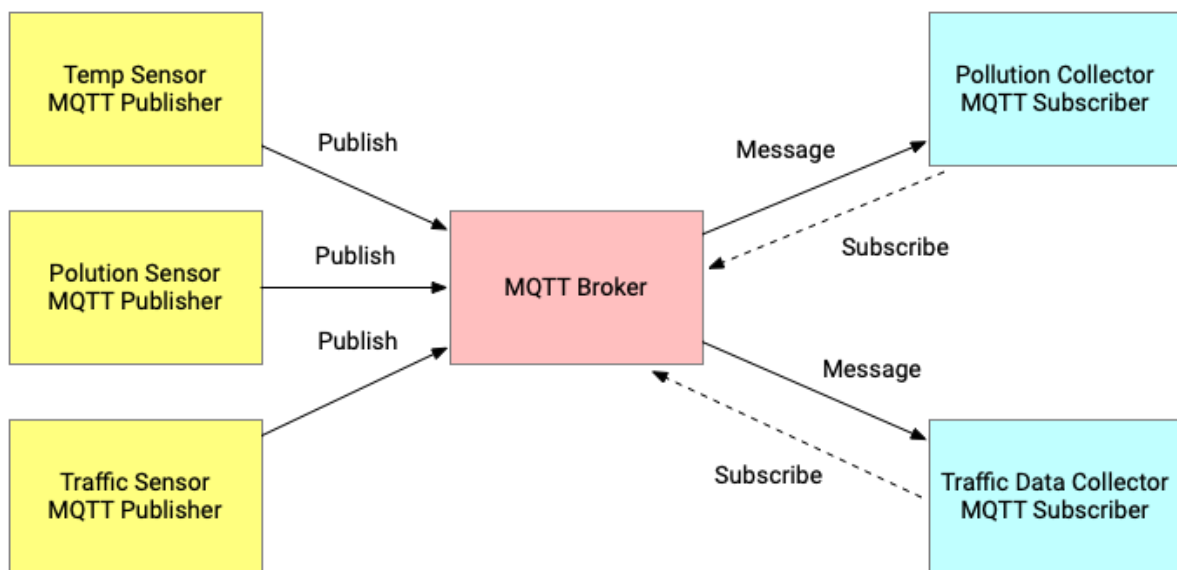 Temp Sensor
MQTT Publisher
Publish
Pollution Collector
MQTT Subscriber
Message
Subscribe
Polution Sensor
MQTT Publisher
Publish
MQTT Broker
Publish
Message
Subscribe
Traffic Sensor
MQTT Publisher
Traffic Data Collector
MQTT Subscriber